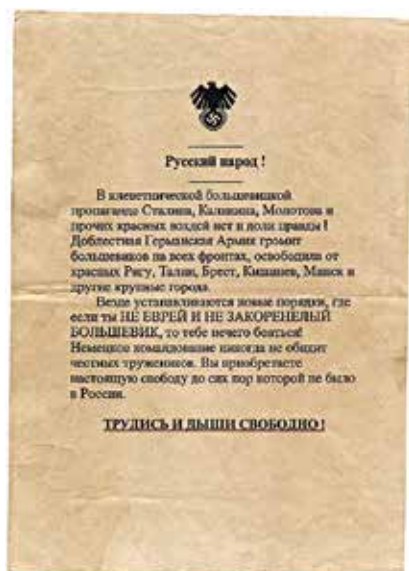 Русский народ !
В клеветнической большевицкой
пропаганде Сталина, Калинина, Молотова и
прочих красных вождей нет и доли правды !
Доблестная Германская Армия громит
большевиков на всех фронтах, освободила от
красных Ригу, Талин, Брест, Кишинев, Минск и
другие крупные города.
Везде устанавливаются новые порядки, где
если ты НЕ ЕВРЕЙ И НЕ ЗАКОРЕНЕЛЫЙ
БОЛЬШЕВИК, то тебе нечего бояться!
Немецкое командование никогда не обидит
честных тружеников. Вы приобретаете
настоящую свободу до сих пор которой не было
в России.
ТРУДИСЬ И ДЫШИ СВОБОДНО !